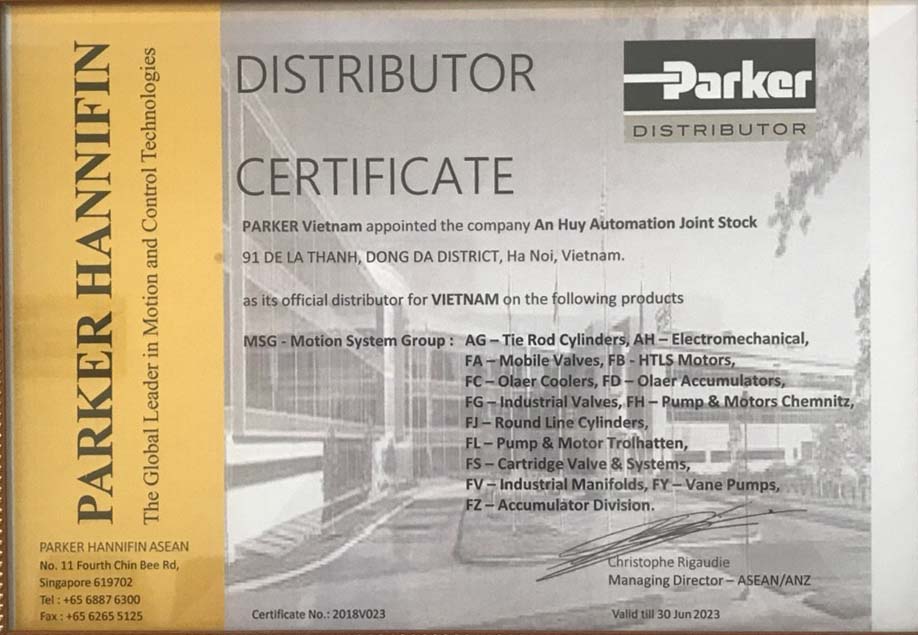 PARKER HANNIFIN
The Global Leader in Motion and Control Technologies
PARKER HANNIFIN ASEAN
No. 11 Fourth Chin Bee Rd,
Singapore 619702
Tel : +65 6887 6300
Fax : +65 6265 5125
DISTRIBUTOR
CERTIFICATE
Parker
DISTRIBUTOR
PARKER Vietnam appointed the company An Huy Automation Joint Stock
91 DE LA THANH, DONG DA DISTRICT, Ha Noi, Vietnam.
as its official distributor for VIETNAM on the following products
MSG - Motion System Group : AG – Tie Rod Cylinders, AH – Electromechanical,
FA – Mobile Valves, FB - HTLS Motors,
FC – Olaer Coolers, FD – Olaer Accumulators,
FG – Industrial Valves, FH – Pump & Motors Chemnitz,
FJ – Round Line Cylinders,
FL – Pump & Motor Trolhatten,
FS – Cartridge Valve & Systems,
FV – Industrial Manifolds, FY – Vane Pumps,
FZ – Accumulator Division.
Christophe Rigaudie
Managing Director – ASEAN/ANZ
Certificate No.: 2018V023
Valid till 30 Jun 2023